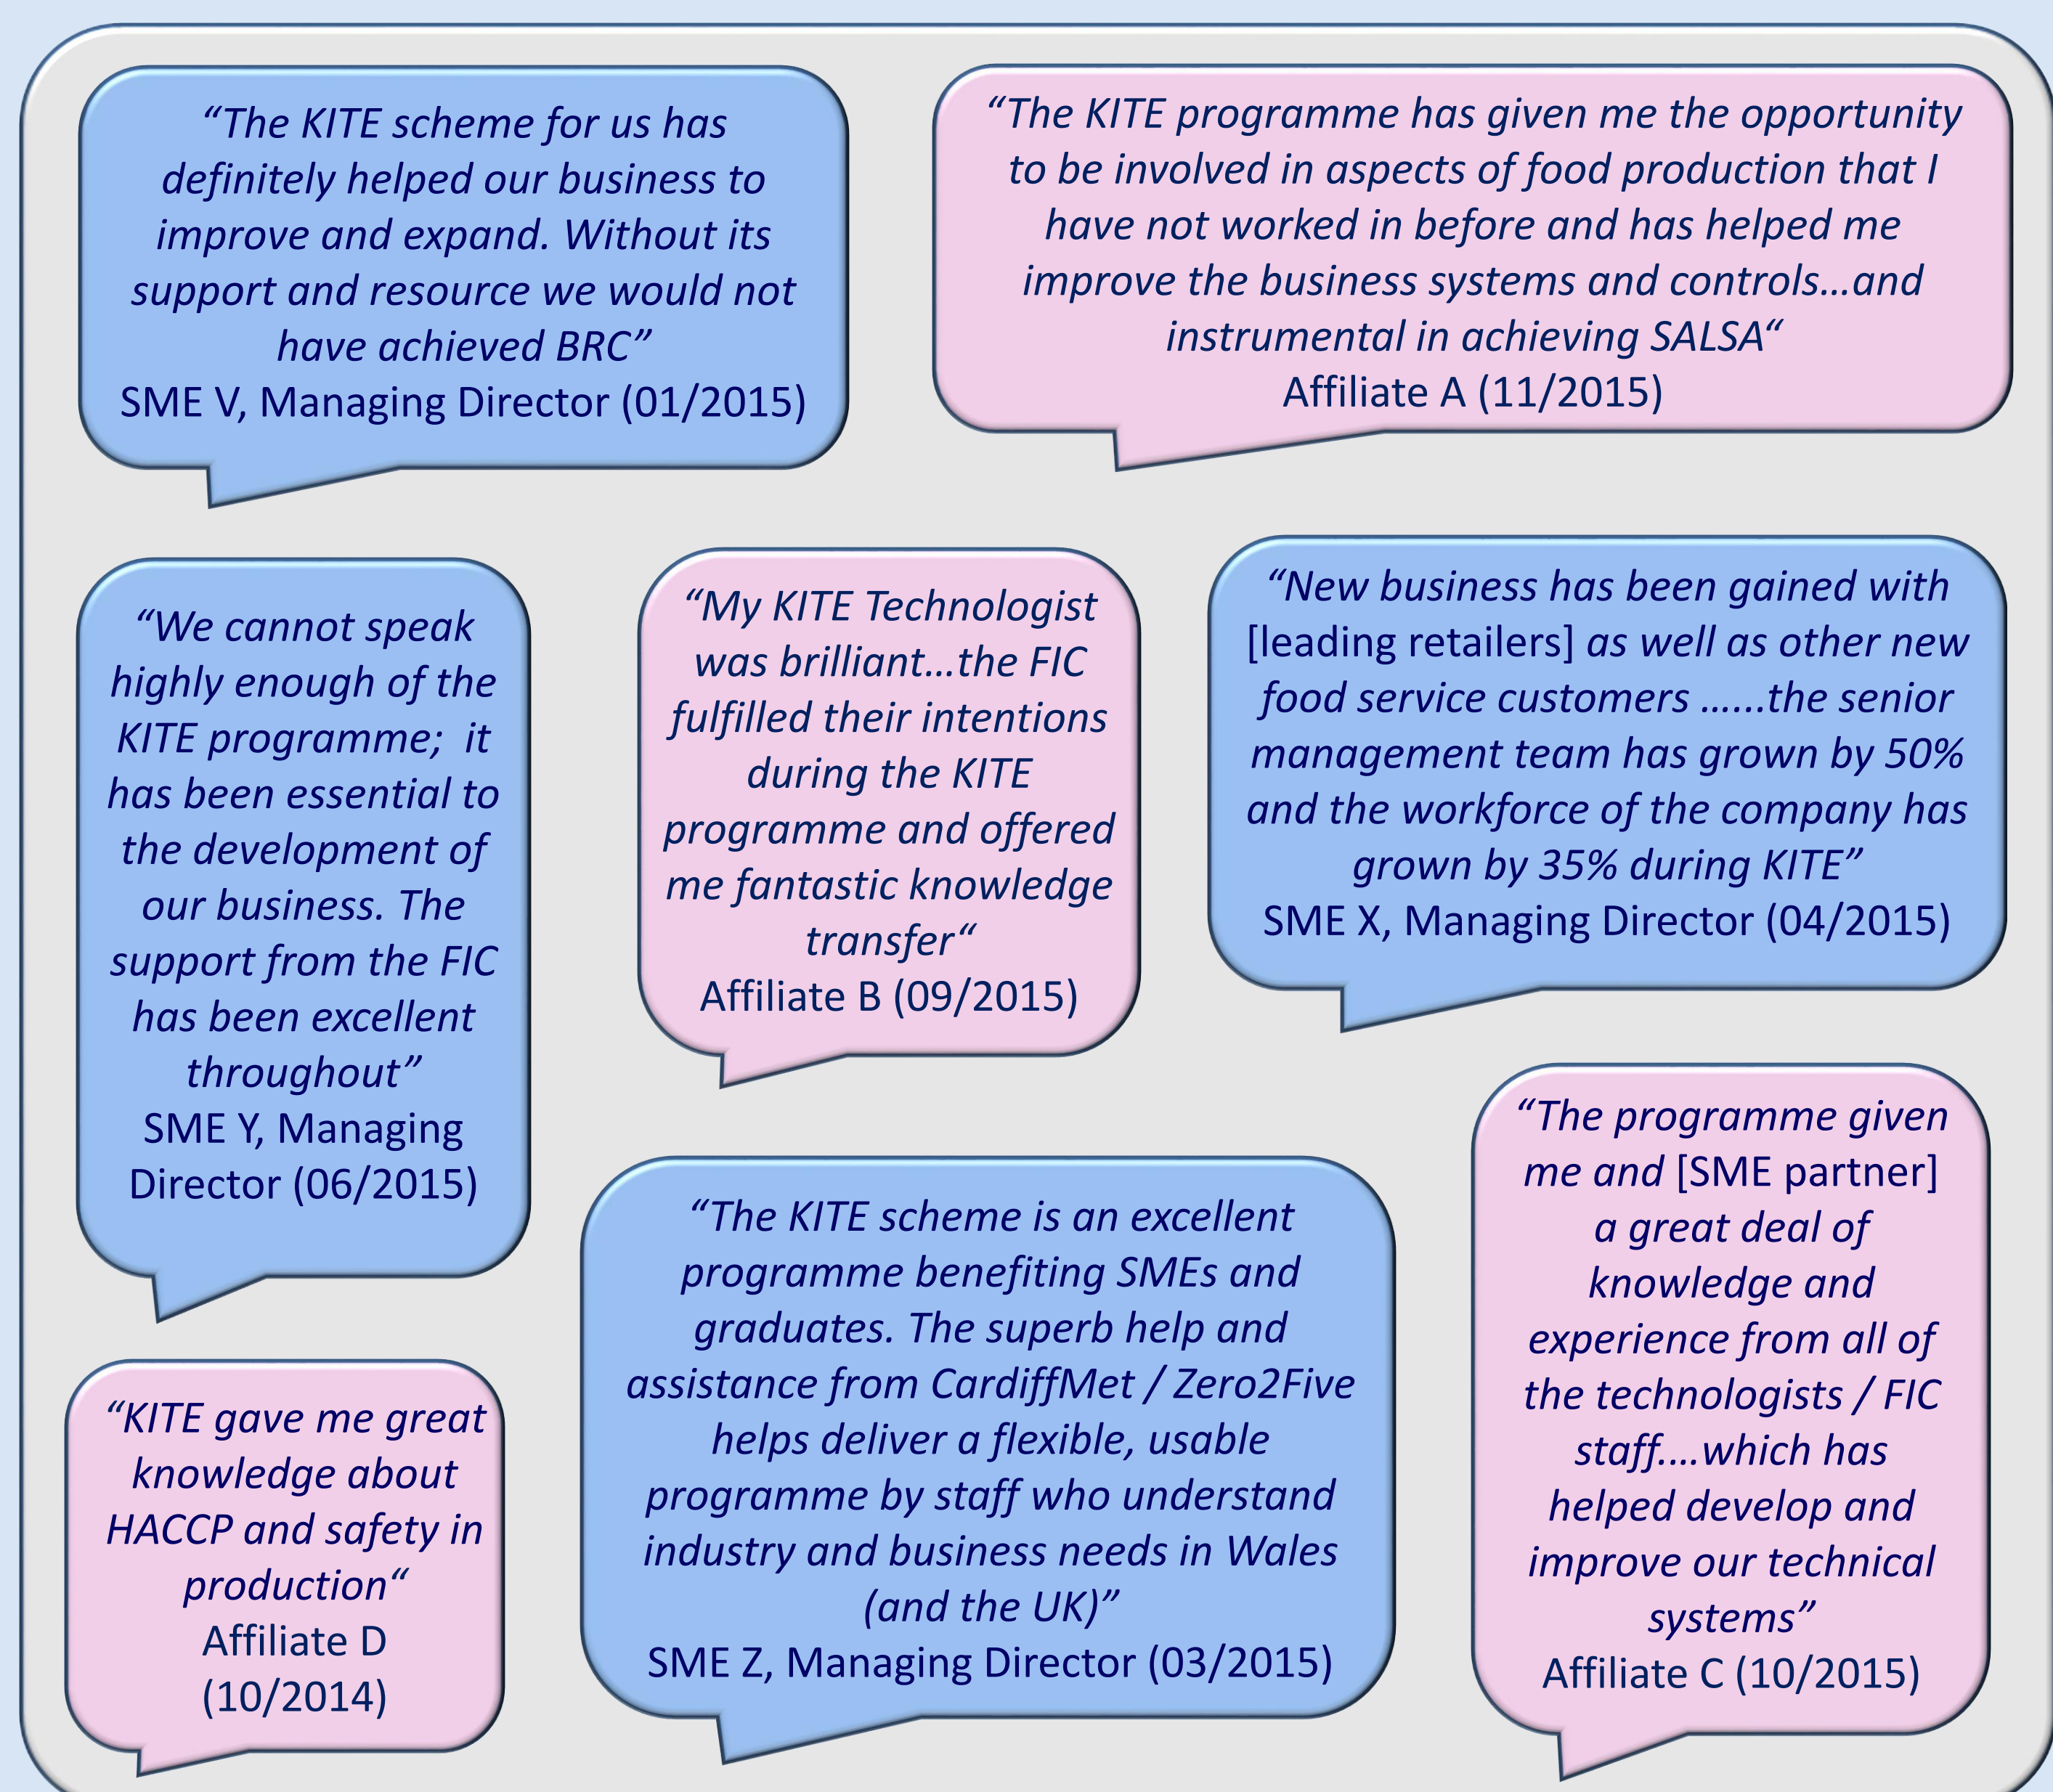 “The KITE scheme for us has
definitely helped our business to
improve and expand. Without its
support and resource we would not
have achieved BRC”
SME V, Managing Director (01/2015)
“The KITE programme has given me the opportunity
to be involved in aspects of food production that I
have not worked in before and has helped me
improve the business systems and controls…and
instrumental in achieving SALSA“
Affiliate A (11/2015)
“We cannot speak
highly enough of the
KITE programme;  it
has been essential to
the development of
our business. The
support from the FIC
has been excellent
throughout”
SME Y, Managing
Director (06/2015)
“My KITE Technologist
was brilliant…the FIC
fulfilled their intentions
during the KITE
programme and offered
me fantastic knowledge
transfer“
Affiliate B (09/2015)
“New business has been gained with
[leading retailers] as well as other new
food service customers …...the senior
management team has grown by 50%
and the workforce of the company has
grown by 35% during KITE”
SME X, Managing Director (04/2015)
“KITE gave me great
knowledge about
HACCP and safety in
production“
Affiliate D
(10/2014)
“The KITE scheme is an excellent
programme benefiting SMEs and
graduates. The superb help and
assistance from CardiffMet / Zero2Five
helps deliver a flexible, usable
programme by staff who understand
industry and business needs in Wales
(and the UK)”
SME Z, Managing Director (03/2015)
“The programme given
me and [SME partner]
a great deal of
knowledge and
experience from all of
the technologists / FIC
staff….which has
helped develop and
improve our technical
systems”
Affiliate C (10/2015)